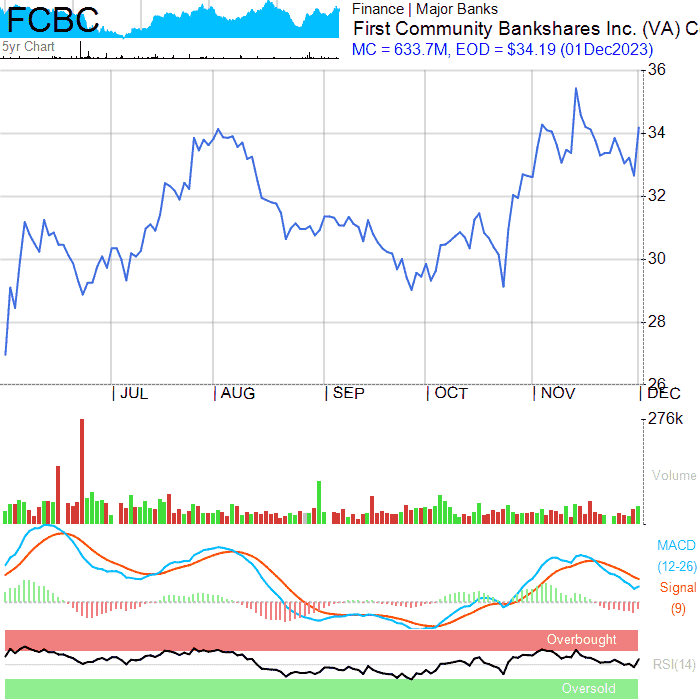 FCBC
5yr Chart
Finance | Major Banks
First Community Bankshares Inc. (VA) C
MC = 633.7M, EOD = $34.19 (01Dec2023)
36
34
32
30
28
26
JUL
AUG
SEP
OCT
NOV
DEC
276k
Volume
MACD
(12-26)
Signal
(9)
Overbought
RSI(14)
Oversold